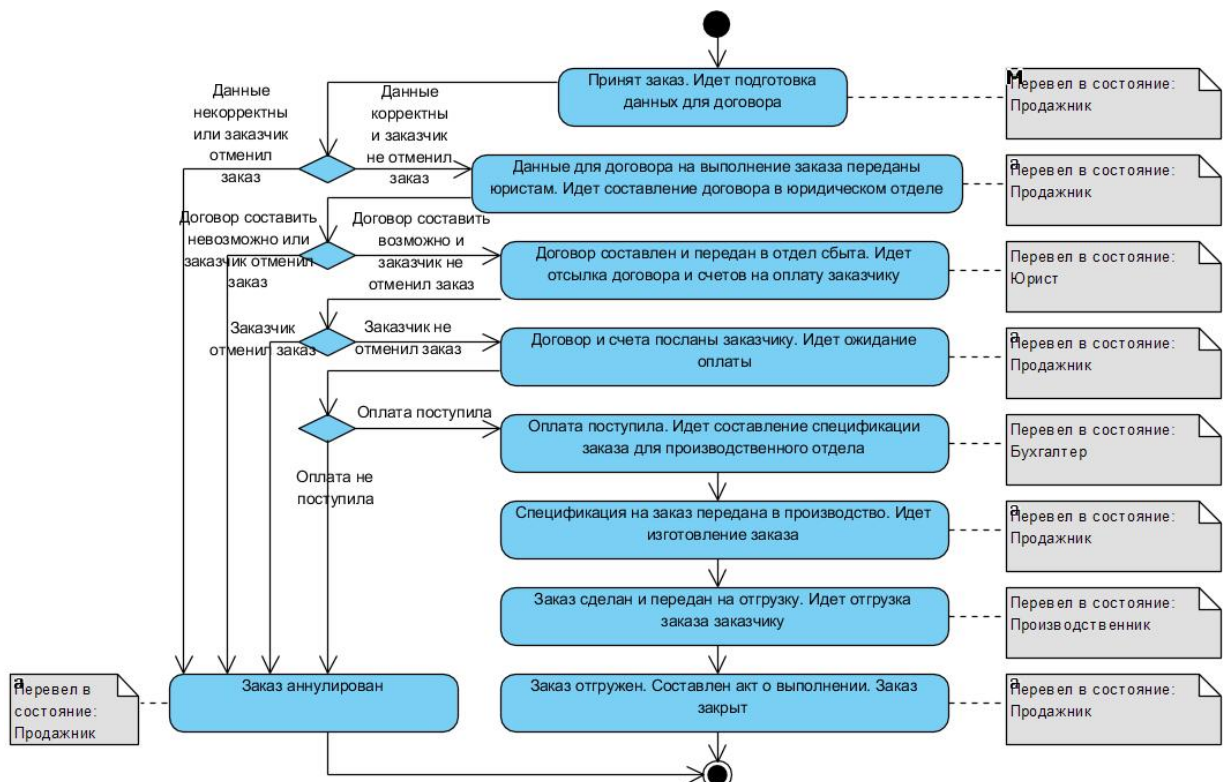 Принят заказ. Идет подготовка
данных для договора
Перевел в состояние:
Продажник
Данные
некорректны
или заказчик
отменил
заказ
Данные
корректны
и заказчик
не отменил
заказ
Данные для договора на выполнение заказа переданы
юристам. Идет составление договора в юридическом отделе
Перевел в состояние:
Продажник
Договор составить
невозможно или
заказчик отменил
заказ
Договор составить
возможно и
заказчик не
отменил заказ
Договор составлен и передан в отдел сбыта. Идет
отсылка договора и счетов на оплату заказчику
Перевел в состояние:
Юрист
Заказчик
отменил заказ
Заказчик не
отменил заказ
Договор и счета посланы заказчику. Идет ожидание
оплаты
Перевел в состояние:
Продажник
Оплата поступила
Оплата не
поступила
Оплата поступила. Идет составление спецификации
заказа для производственного отдела
Перевел в состояние:
Бухгалтер
Спецификация на заказ передана в производство. Идет
изготовление заказа
Перевел в состояние:
Продажник
Заказ сделан и передан на отгрузку. Идет отгрузка
заказа заказчику
Перевел в состояние:
Производственник
Перевел в
состояние:
Продажник
Заказ аннулирован
Заказ отгружен. Составлен акт о выполнении. Заказ
закрыт
Перевел в состояние:
Продажник